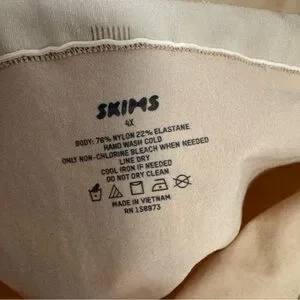 SKIMS
4X
BODY: 76% NYLON 22% ELASTANE
HAND WASH COLD
ONLY NON-CHLORINE BLEACH WHEN NEEDED
LINE DRY
COOL IRON IF NEEDED
DO NOT DRY CLEAN
MADE IN VIETNAM
RN 158973